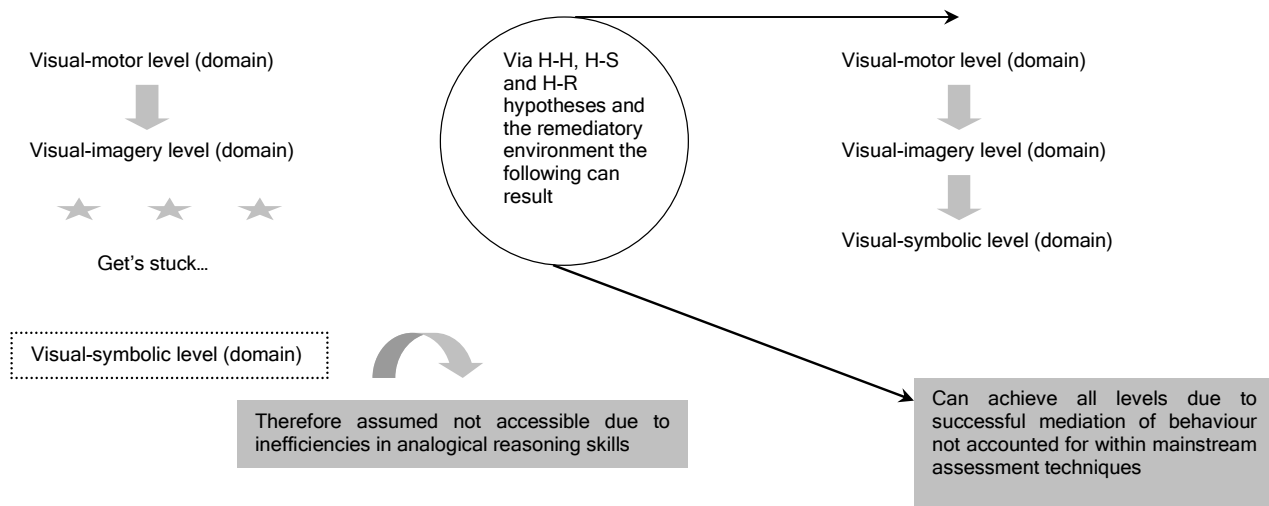 Visual-motor level (domain)
Visual-imagery level (domain)
Get's stuck…
Visual-symbolic level (domain)
Therefore assumed not accessible due to
inefficiencies in analogical reasoning skills
Via H-H, H-S
and H-R
hypotheses and
the remediatory
environment the
following can
result
Visual-motor level (domain)
Visual-imagery level (domain)
Visual-symbolic level (domain)
Can achieve all levels due to
successful mediation of behaviour
not accounted for within mainstream
assessment techniques